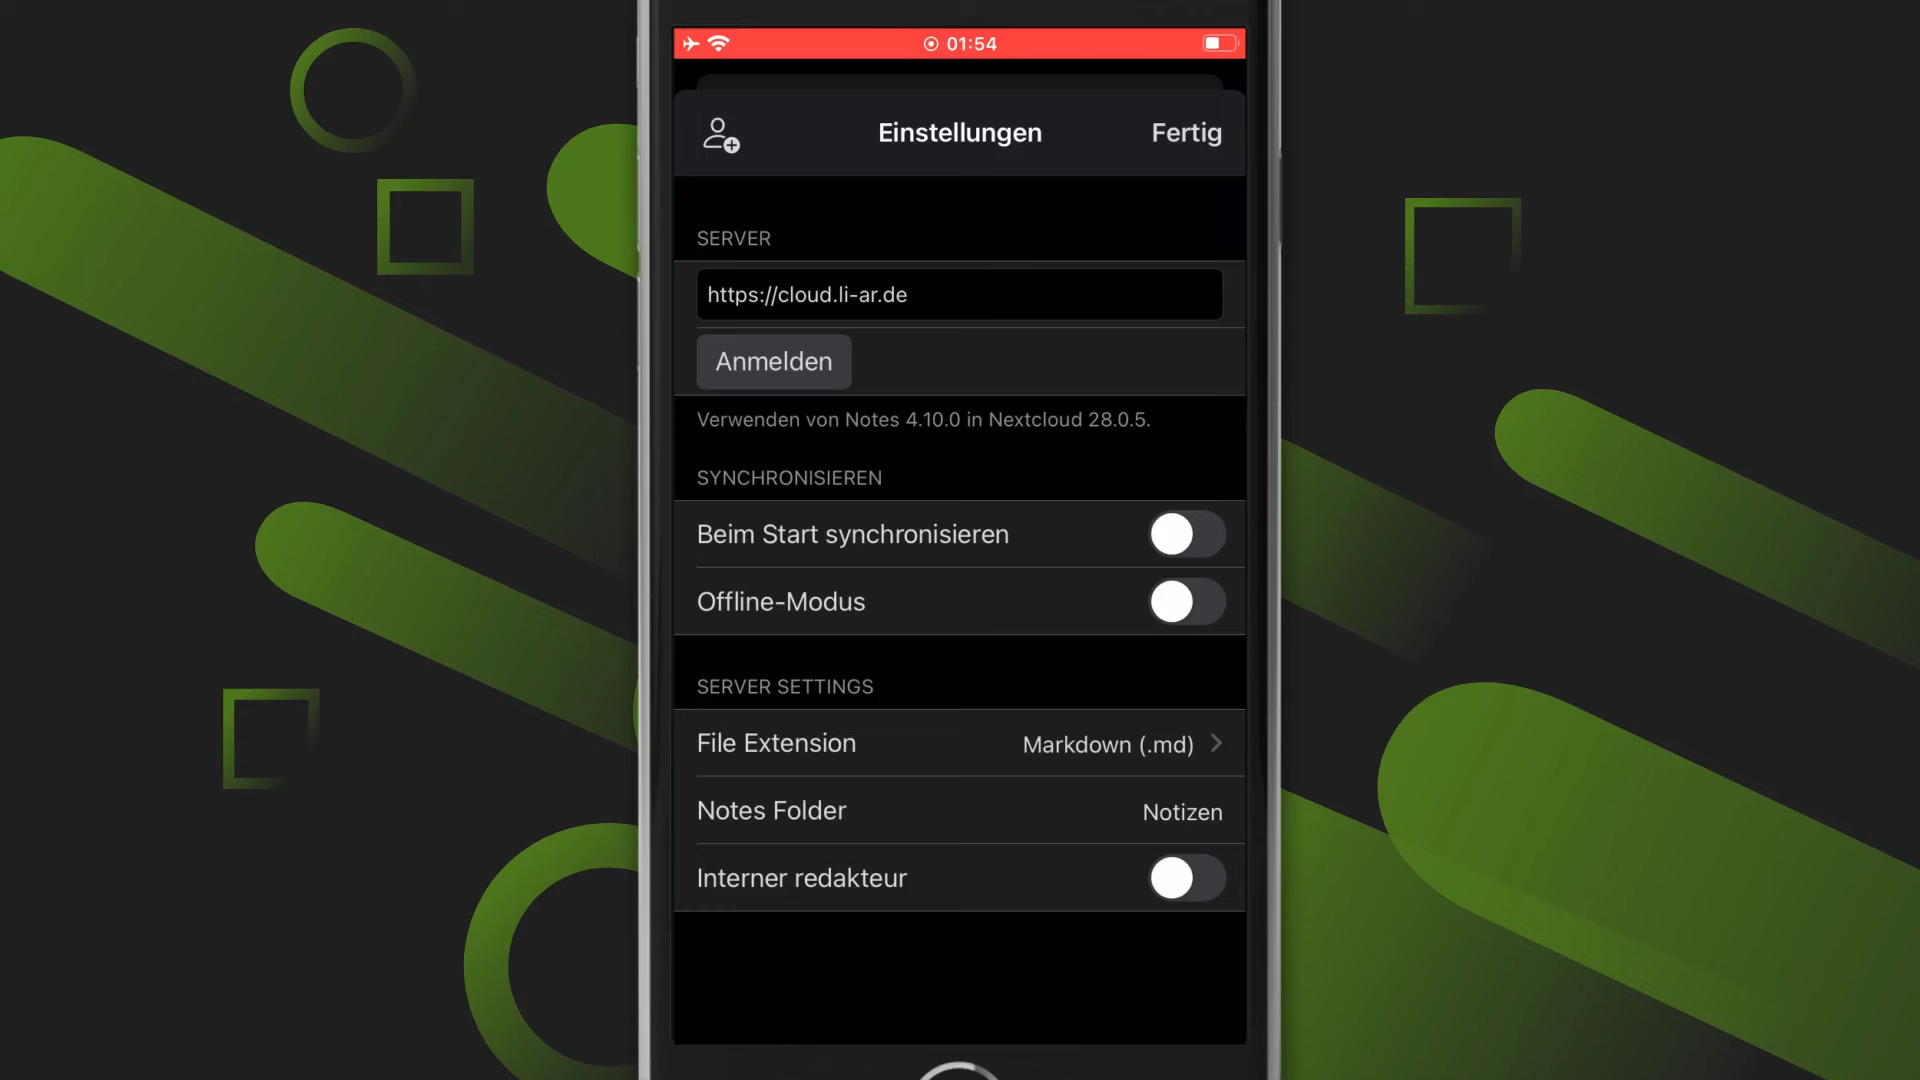 01:54
Einstellungen
Fertig
SERVER
https://cloud.li-ar.de
Anmelden
Verwenden von Notes 4.10.0 in Nextcloud 28.0.5.
SYNCHRONISIEREN
Beim Start synchronisieren
Offline-Modus
SERVER SETTINGS
File Extension Markdown (.md)
Notes Folder Notizen
Interner redakteur